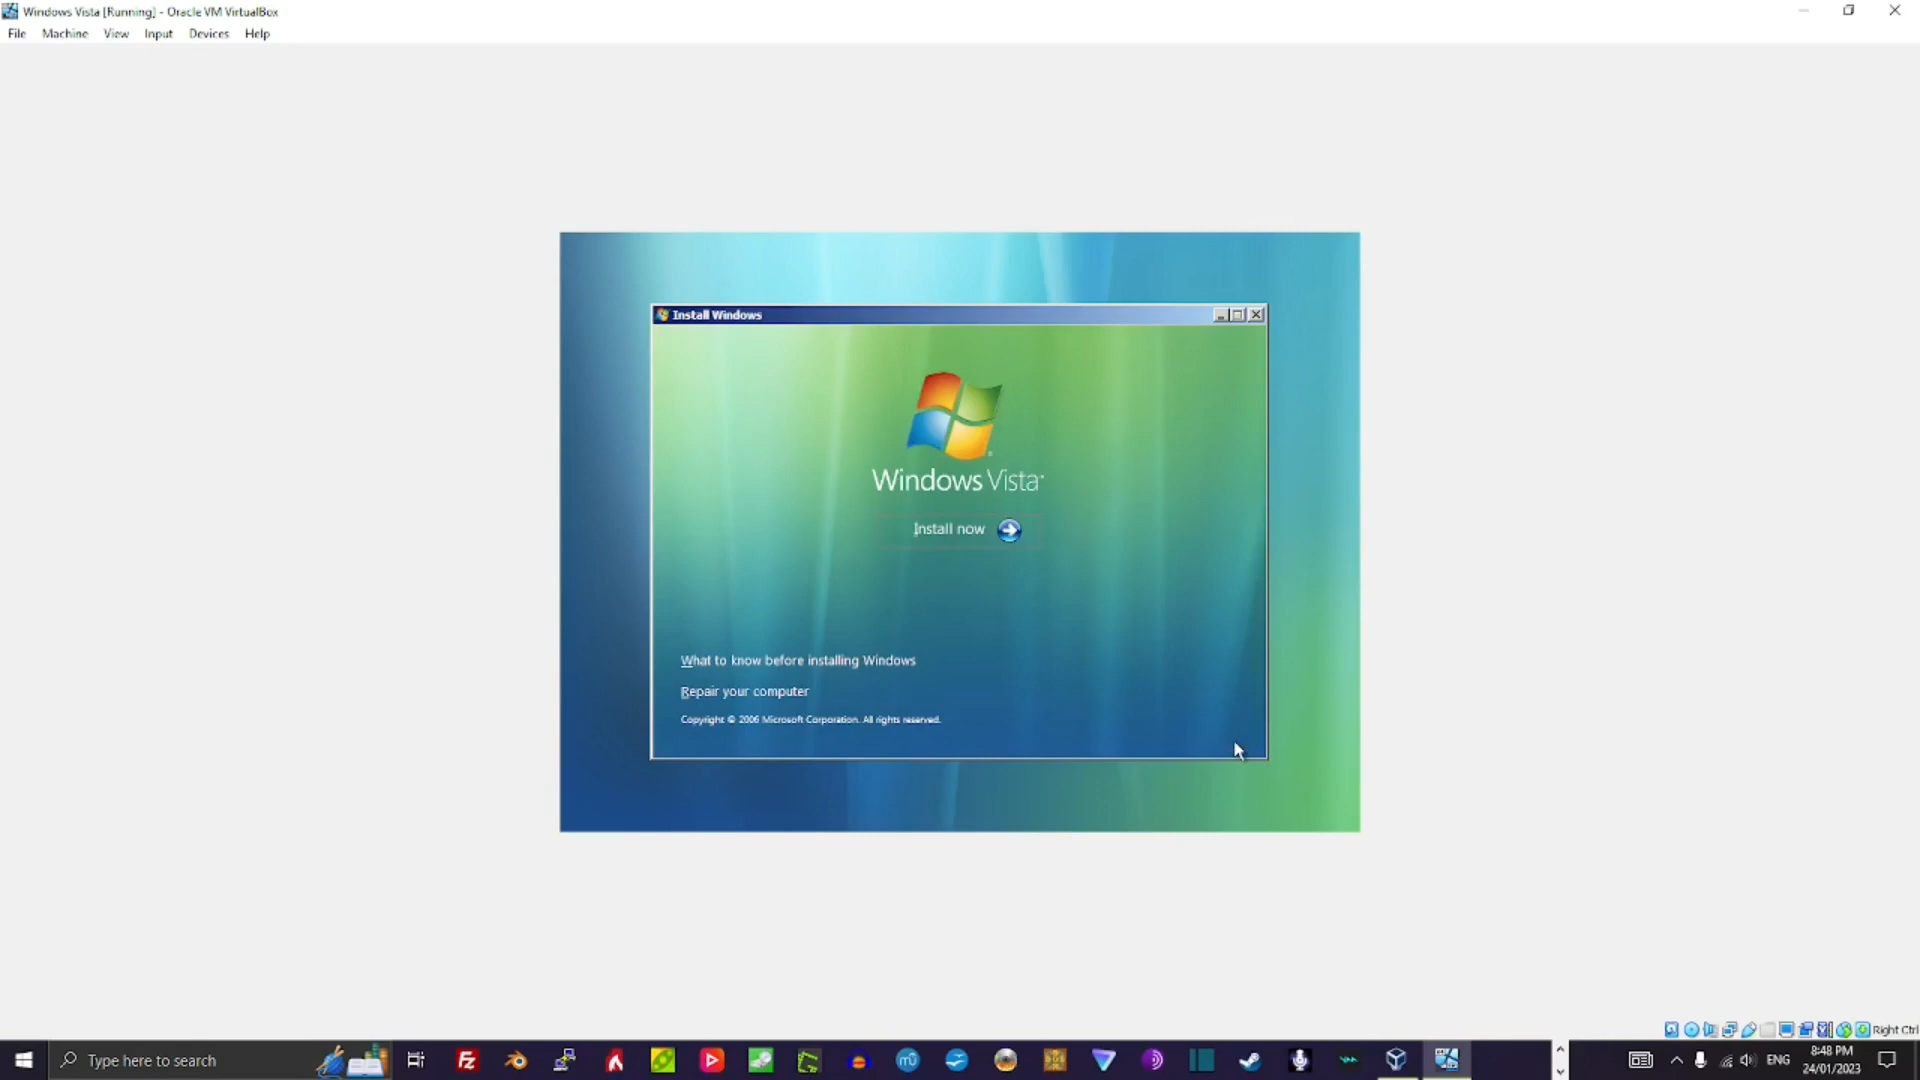 Windows Vista [Running] - Oracle VM VirtualBox
File Machine View Input Devices Help
Install Windows
Windows Vista
Install now
What to know before installing Windows
Repair your computer
Copyright © 2006 Microsoft Corporation. All rights reserved.
Right Ctrl
Type here to search
ENG
8:48 PM
24/01/2023